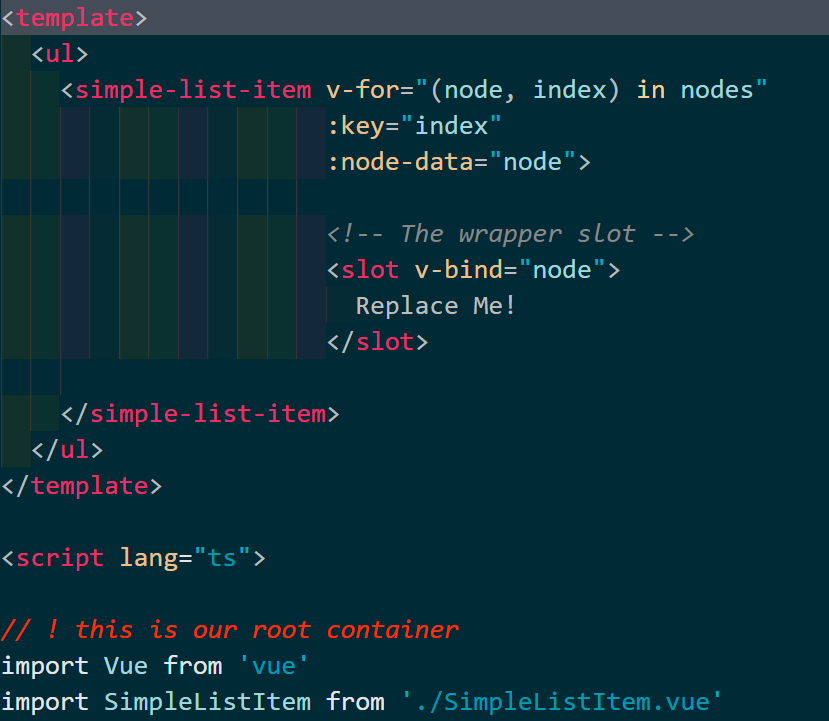 <template>
<ul>
<simple-list-item v-for="(node, index) in nodes"
:key="index"
:node-data="node">
<!-- The wrapper slot -->
<slot v-bind="node">
Replace Me!
</slot>
</simple-list-item>
</ul>
</template>
<script lang="ts">
// ! this is our root container
import Vue from 'vue'
import SimpleListItem from './SimpleListItem.vue'